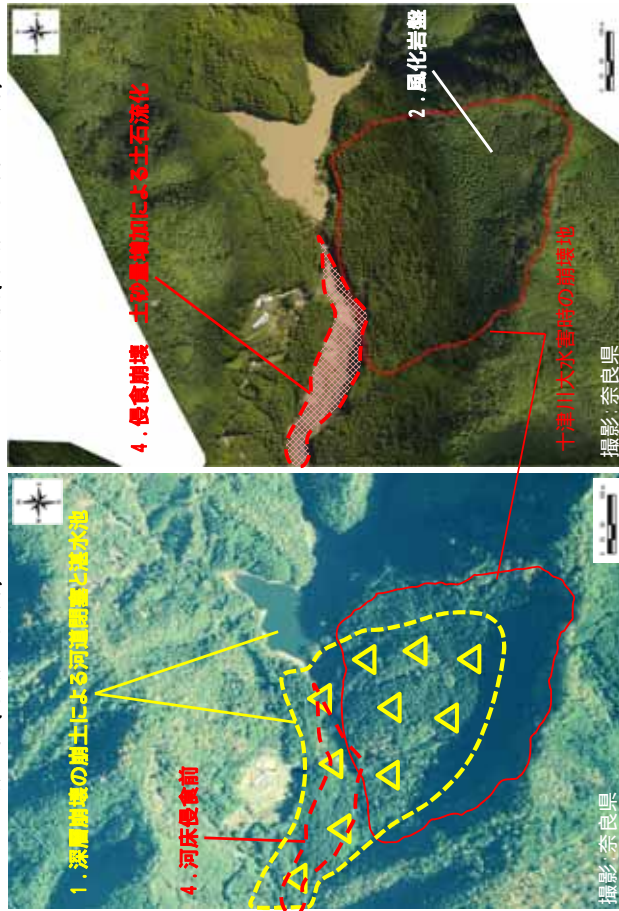 1.深層崩壊の崩土による河道閉塞と湛水池
4.河床侵食前
撮影:奈良県
4.侵食崩壊 土砂量増加による土石流化
2.風化岩盤
十津川大水害時の崩壊地
撮影:奈良県